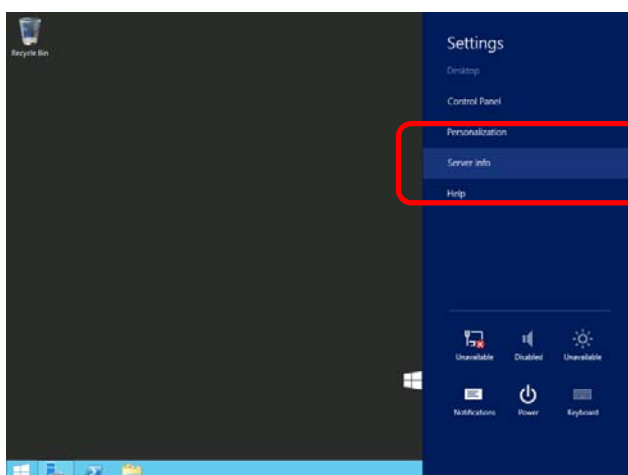 Recycle Bin
Settings
Desktop
Control Panel
Personalization
Server info
Help
Unavailable
Disabled
Unavailable
Notifications
Power
Keyboard